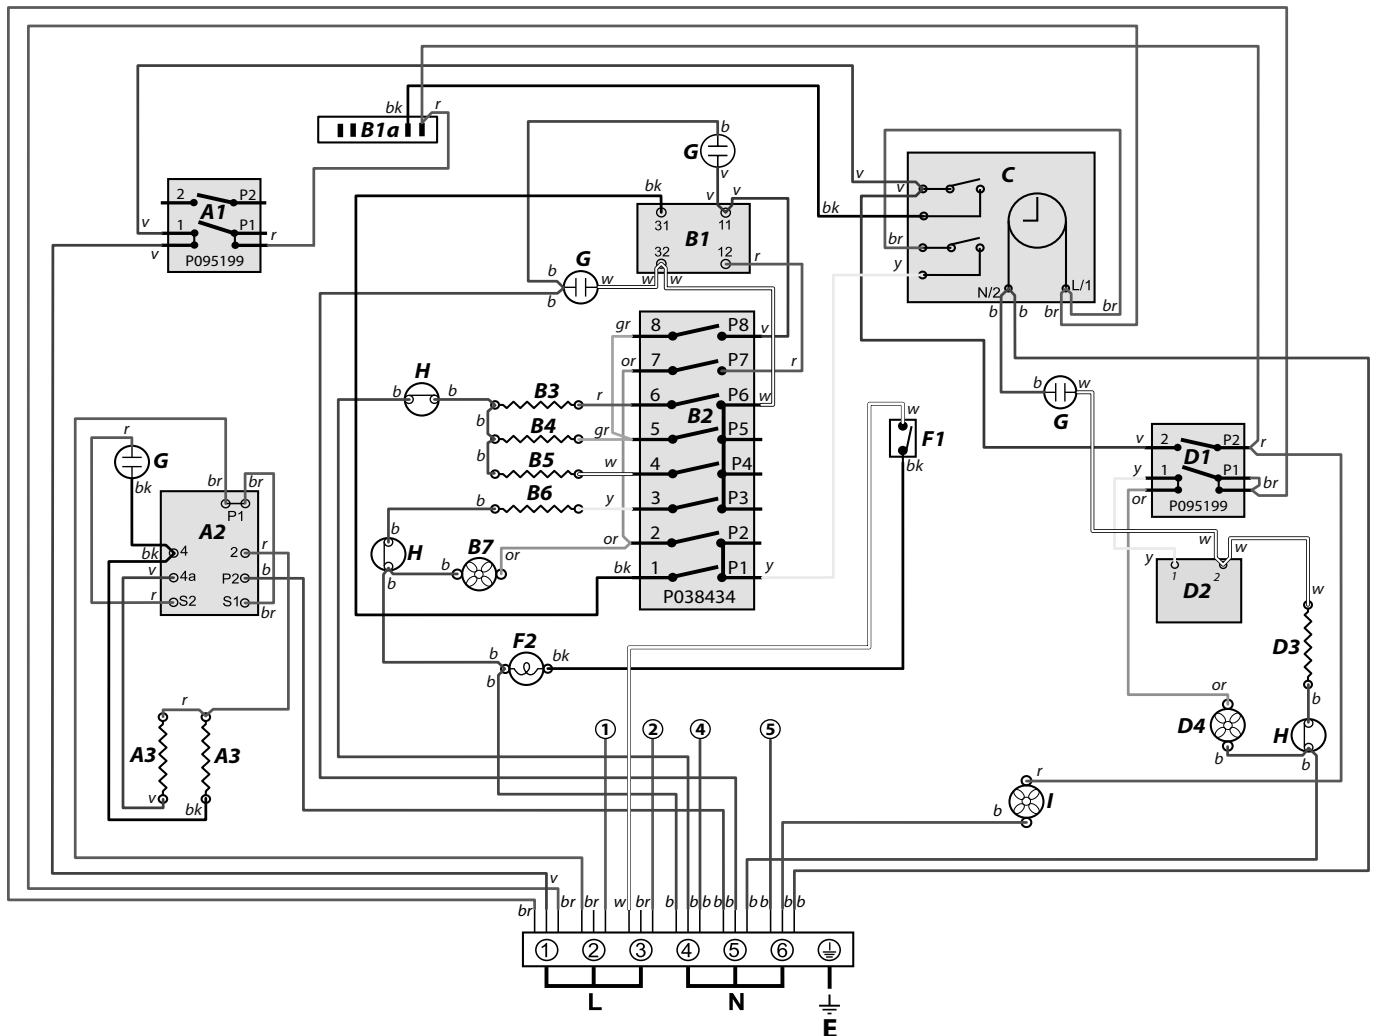 bk
r
B1a
b
G
v
v
v
bk
31
11
B1
32
12
r
w
w
G
b
b
w
2
P2
A1
1
P1
P095199
v
v
r
v
v
C
bk
br
y
N/2
L/1
b
b
br
br
gr
or
8
P8
v
7
P7
r
6
P6
w
B2
5
P5
4
P4
3
P3
2
P2
1
P1
y
P038434
H
b
b
B3
r
b
B4
gr
b
B5
w
B6
b
y
b
H
b
B7
b
or
or
bk
w
F1
bk
F2
b
b
bk
b
w
G
v
2
P2
r
D1
y
1
P1
br
or
P095199
w
w
y
1
2
D2
w
D3
b
or
D4
b
H
b
r
I
b
r
G
bk
br
br
P1
A2
bk
4
2
r
v
4a
P2
b
r
S2
S1
br
r
A3
A3
v
bk
1
2
4
5
v
br
br
br
w
br
b
b
b
b
b
b
b
b
b
1
2
3
4
5
6
L
N
E